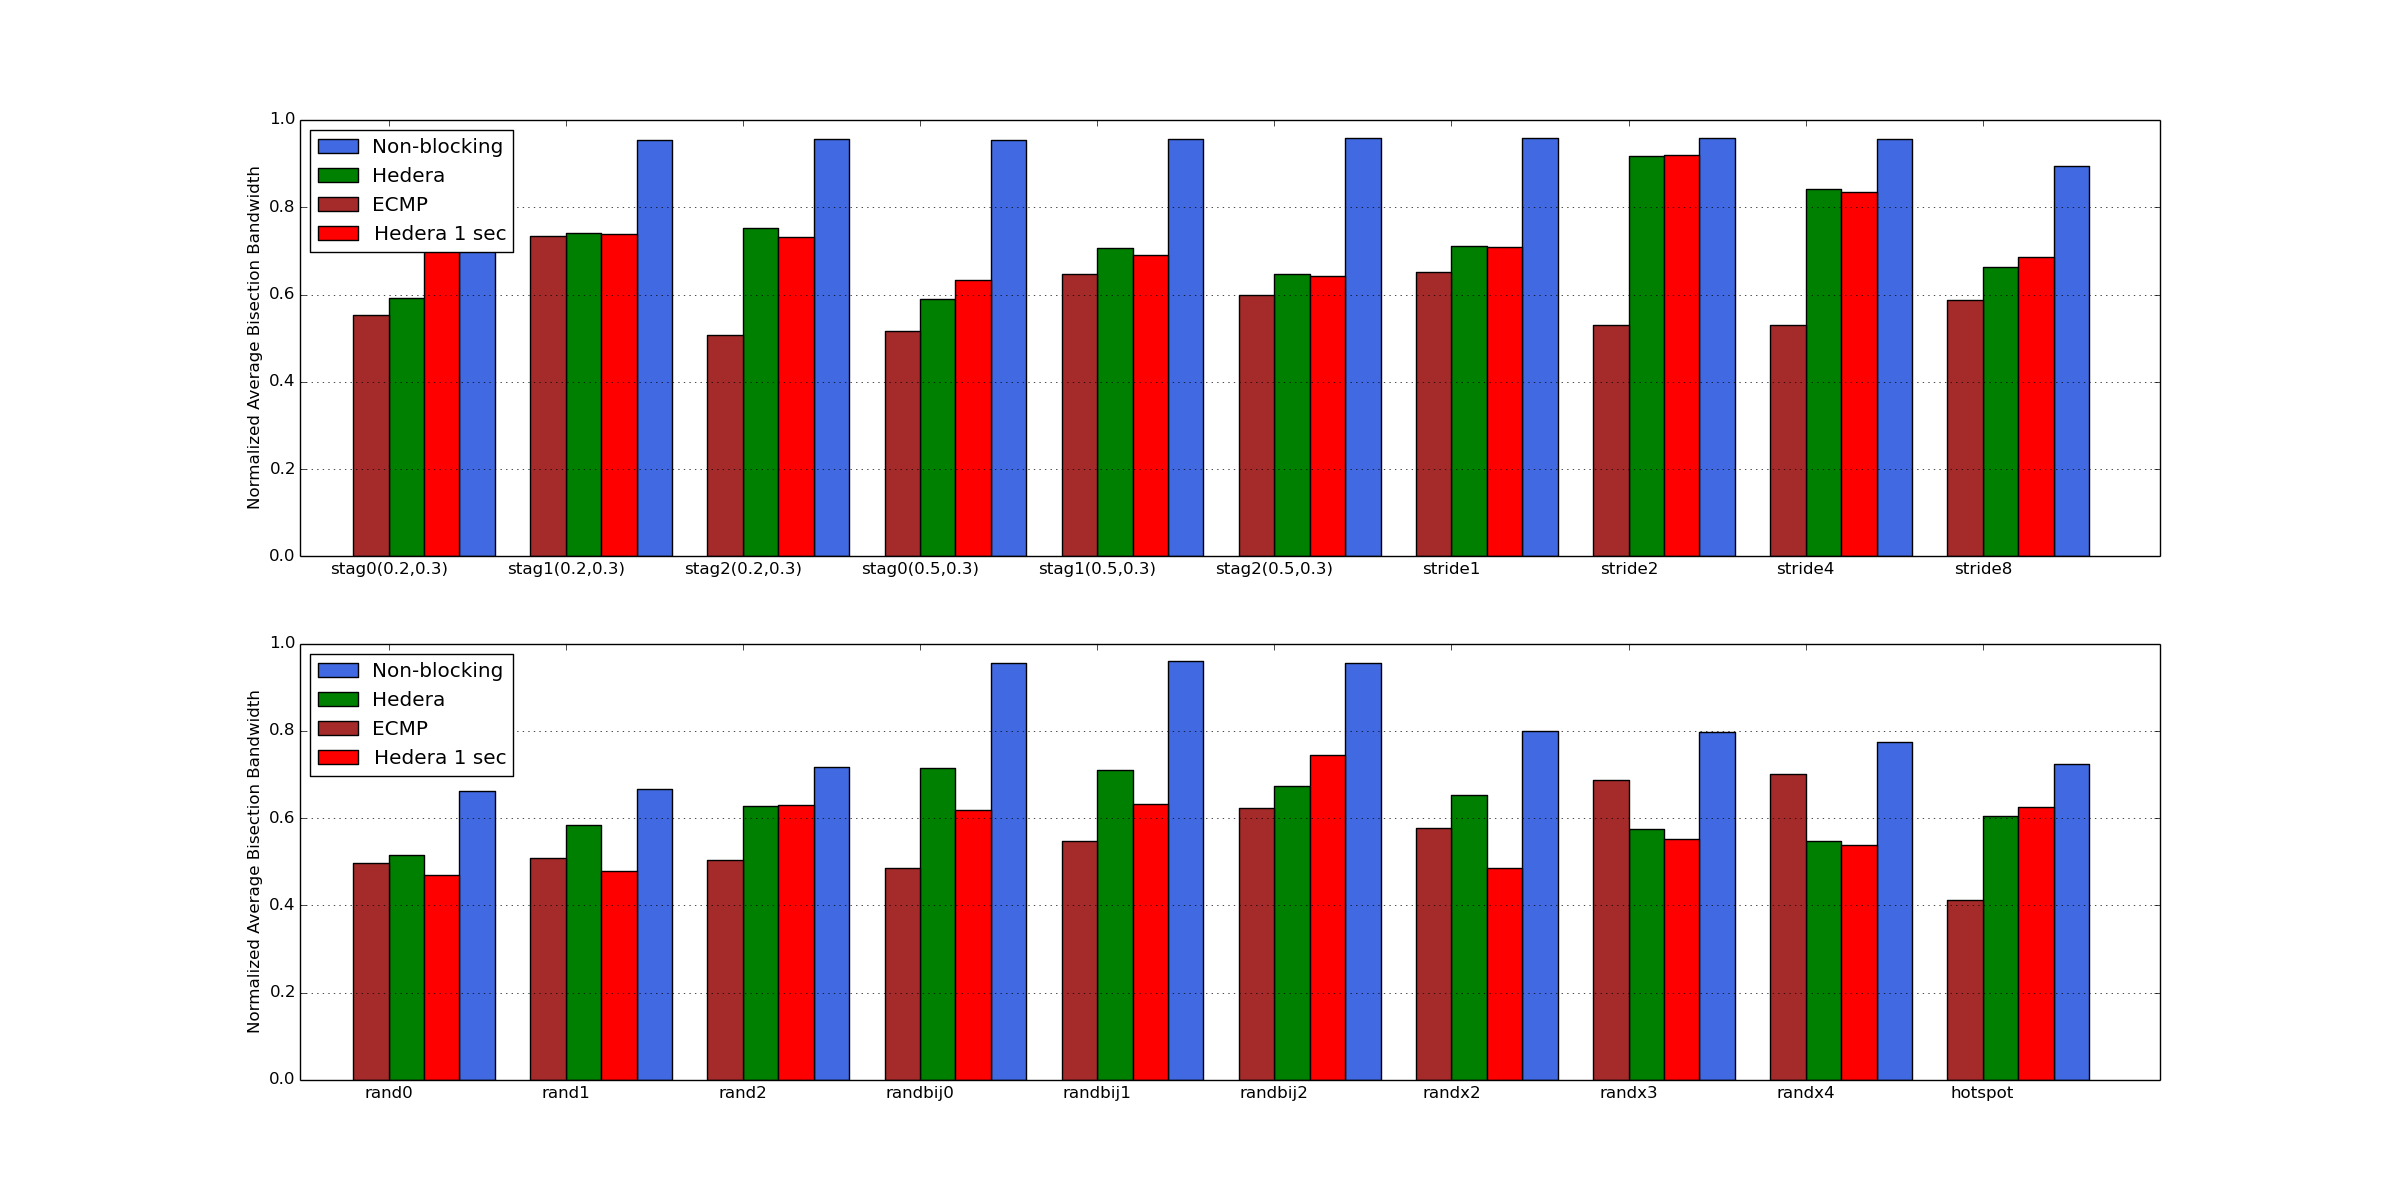 Normalized Average Bisection Bandwidth
1.0
0.8
0.6
0.4
0.2
0.0
Non-blocking
Hedera
ECMP
Hedera 1 sec
stag0(0.2,0.3) stag1(0.2,0.3) stag2(0.2,0.3) stag0(0.5,0.3) stag1(0.5,0.3) stag2(0.5,0.3) stride1 stride2 stride4 stride8
Normalized Average Bisection Bandwidth
1.0
0.8
0.6
0.4
0.2
0.0
Non-blocking
Hedera
ECMP
Hedera 1 sec
rand0 rand1 rand2 randbij0 randbij1 randbij2 randx2 randx3 randx4 hotspot